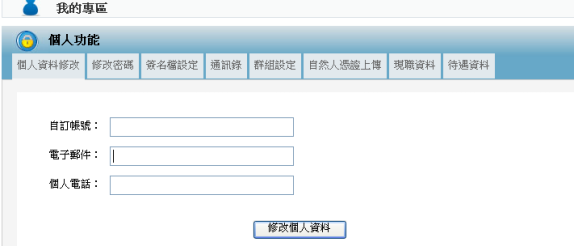 我的專區
個人功能
個人資料修改 修改密碼 簽名檔設定 通訊錄 群組設定 自然人憑證上傳 現職資料 待遇資料
自訂帳號：
電子郵件：
個人電話：
修改個人資料